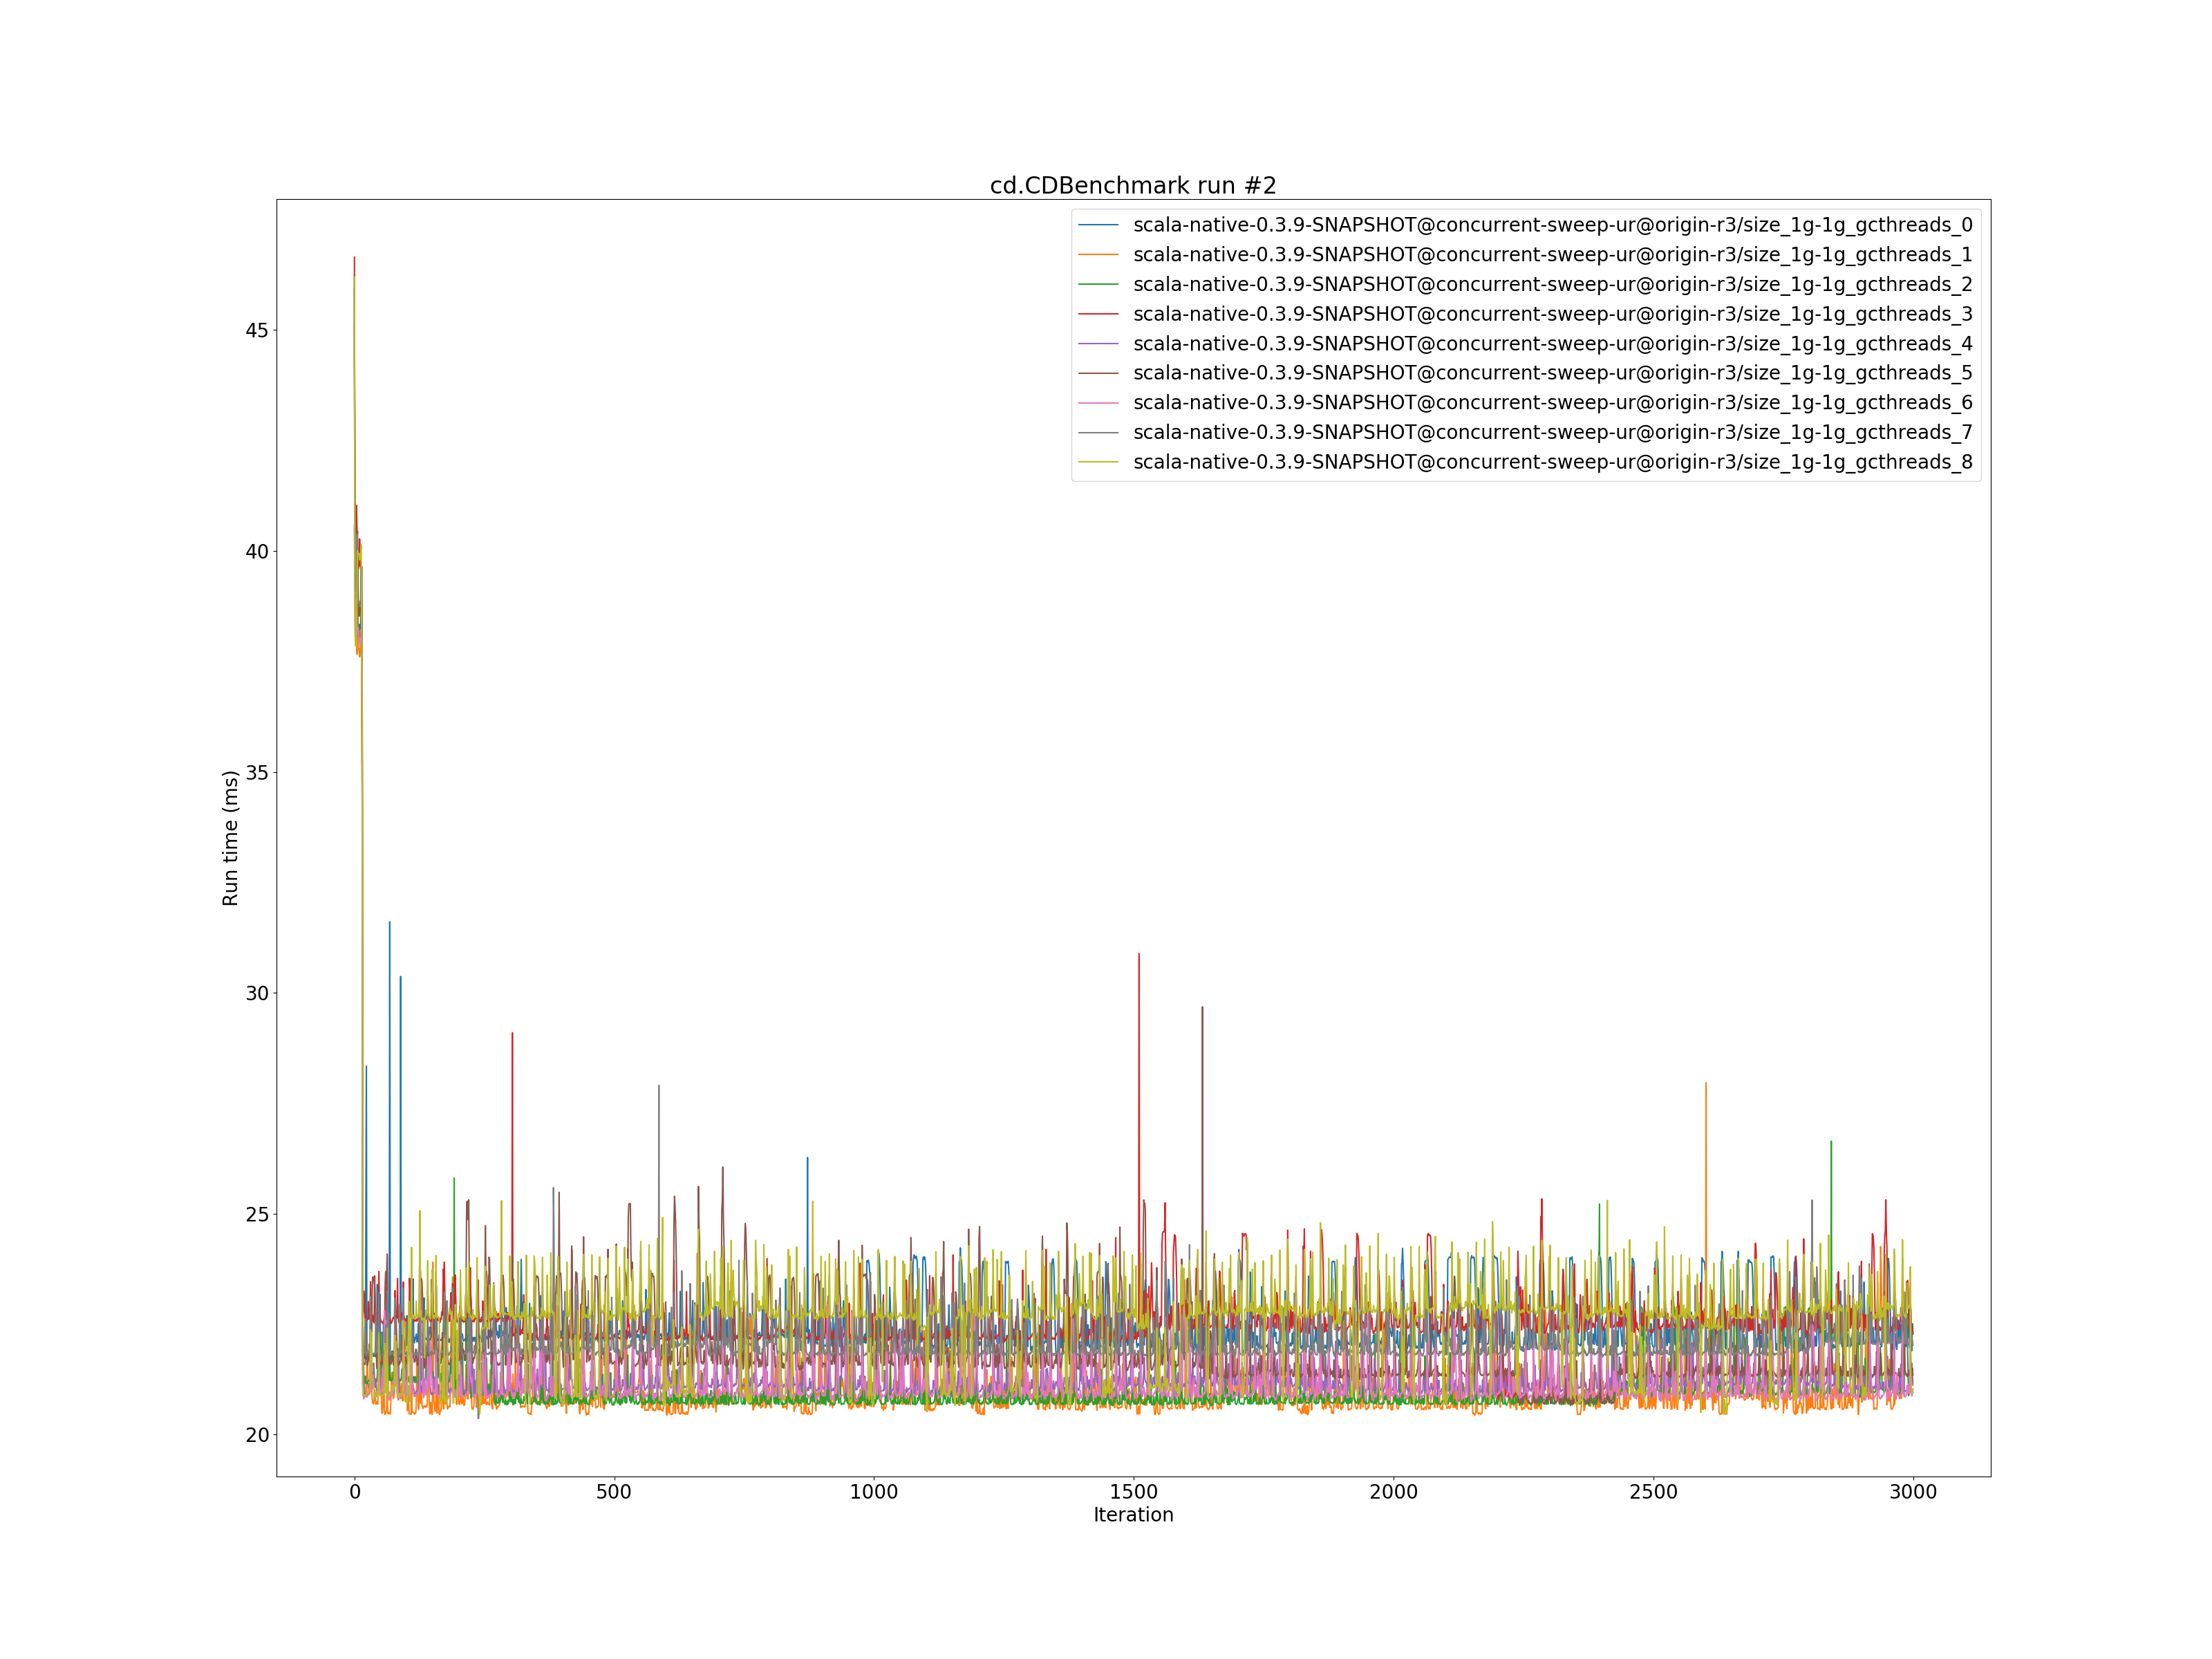 cd.CDBenchmark run #2
scala-native-0.3.9-SNAPSHOT@concurrent-sweep-ur@origin-r3/size_1g-1g_gcthreads_0
scala-native-0.3.9-SNAPSHOT@concurrent-sweep-ur@origin-r3/size_1g-1g_gcthreads_1
scala-native-0.3.9-SNAPSHOT@concurrent-sweep-ur@origin-r3/size_1g-1g_gcthreads_2
scala-native-0.3.9-SNAPSHOT@concurrent-sweep-ur@origin-r3/size_1g-1g_gcthreads_3
scala-native-0.3.9-SNAPSHOT@concurrent-sweep-ur@origin-r3/size_1g-1g_gcthreads_4
scala-native-0.3.9-SNAPSHOT@concurrent-sweep-ur@origin-r3/size_1g-1g_gcthreads_5
scala-native-0.3.9-SNAPSHOT@concurrent-sweep-ur@origin-r3/size_1g-1g_gcthreads_6
scala-native-0.3.9-SNAPSHOT@concurrent-sweep-ur@origin-r3/size_1g-1g_gcthreads_7
scala-native-0.3.9-SNAPSHOT@concurrent-sweep-ur@origin-r3/size_1g-1g_gcthreads_8
45
40
35
30
25
20
Run time (ms)
0 500 1000 1500 2000 2500 3000
Iteration